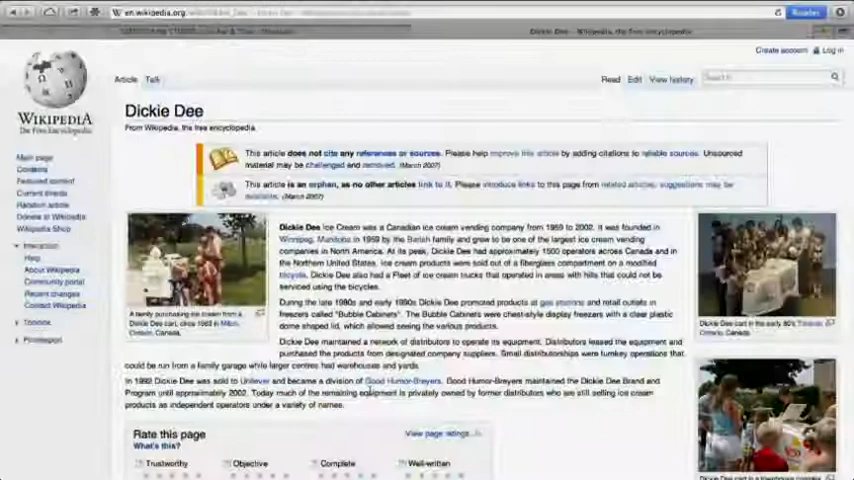 en.wikipedia.org
Reader
Dickie Dee – Wikipedia, the free encyclopedia
Create account Log in
Article Talk
Read Edit View history
Search
WIKIPEDIA
The Free Encyclopedia
Dickie Dee
From Wikipedia, the free encyclopedia
Main page
Contents
Featured content
Current events
Random article
Donate to Wikipedia
Wikipedia Shop
Interaction
Help
About Wikipedia
Community portal
Recent changes
Contact Wikipedia
Toolbox
This article does not cite any references or sources. Please help improve this article by adding citations to reliable sources. Unsourced
material may be challenged and removed. (March 2007)
This article is an orphan, as no other articles link to it. Please introduce links to this page from related articles; suggestions may be
available. (March 2007)
Dickie Dee Ice Cream was a Canadian ice cream vending company from 1959 to 2002. It was founded in
Winnipeg, Manitoba in 1959 by the Barish family and grew to be one of the largest ice cream vending
companies in North America. At its peak, Dickie Dee had approximately 1500 operators across Canada and in
the Northern United States. Ice cream products were sold out of a fiberglass compartment on a modified
bicycle. Dickie Dee also had a Fleet of ice cream trucks that operated in areas with hills that could not be
serviced using the bicycles.
During the late 1980s and early 1990s Dickie Dee promoted products at gas stations and retail outlets in
freezers called "Bubble Cabinets". The Bubble Cabinets were chest-style display freezers with a clear plastic
dome shaped lid, which allowed seeing the various products.
Dickie Dee maintained a network of distributors to operate its equipment. Distributors leased the equipment and
purchased the products from designated company suppliers. Small distributorships were turnkey operations that
could be run from a family garage while larger centres had warehouses and yards.
In 1992 Dickie Dee was sold to Unilever and became a division of Good Humor-Breyers. Good Humor-Breyers maintained the Dickie Dee Brand and
Program until approximately 2002. Today much of the remaining equipment is privately owned by former distributors who are still selling ice cream
products as independent operators under a variety of names.
A family purchasing ice cream from a
Dickie Dee cart, circa 1983 in Milton,
Ontario, Canada.
Dickie Dee cart in the early 80's Toronto,
Ontario, Canada.
Rate this page
What's this?
View page ratings
Trustworthy Objective Complete Well-written
Dickie Dee cart in a townhouse complex,